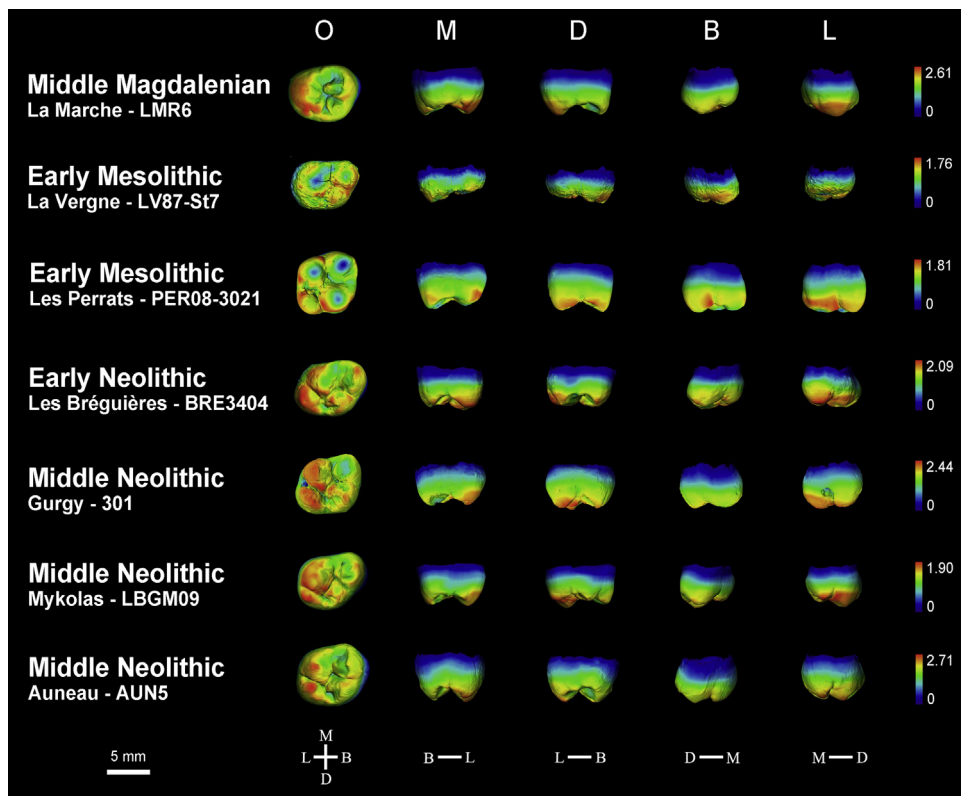 O M D B L
Middle Magdalenian
La Marche - LMR6
2.61
0
Early Mesolithic
La Vergne - LV87-St7
1.76
0
Early Mesolithic
Les Perrats - PER08-3021
1.81
0
Early Neolithic
Les Bréguières - BRE3404
2.09
0
Middle Neolithic
Gurgy - 301
2.44
0
Middle Neolithic
Mykolas - LBGM09
1.90
0
Middle Neolithic
Auneau - AUN5
2.71
0
5 mm
M
L B
D
B L
L B
D M
M D